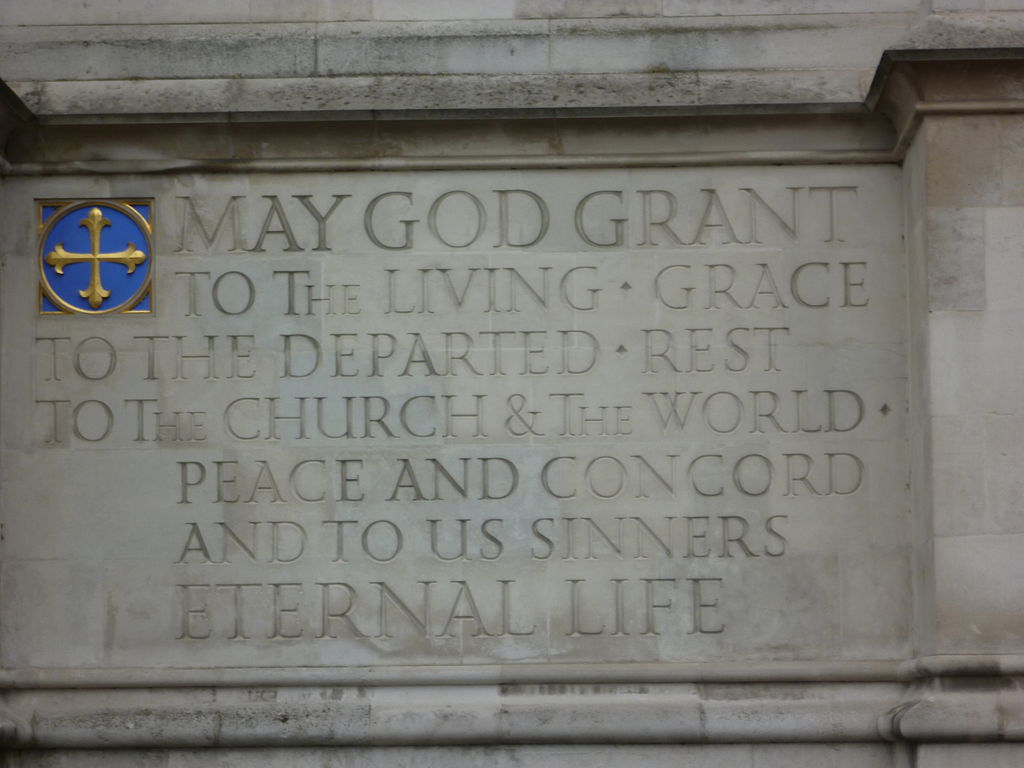 MAY GOD GRANT
TO THE LIVING · GRACE
TO THE DEPARTED · REST
TO THE CHURCH & THE WORLD ·
PEACE AND CONCORD
AND TO US SINNERS
ETERNAL LIFE